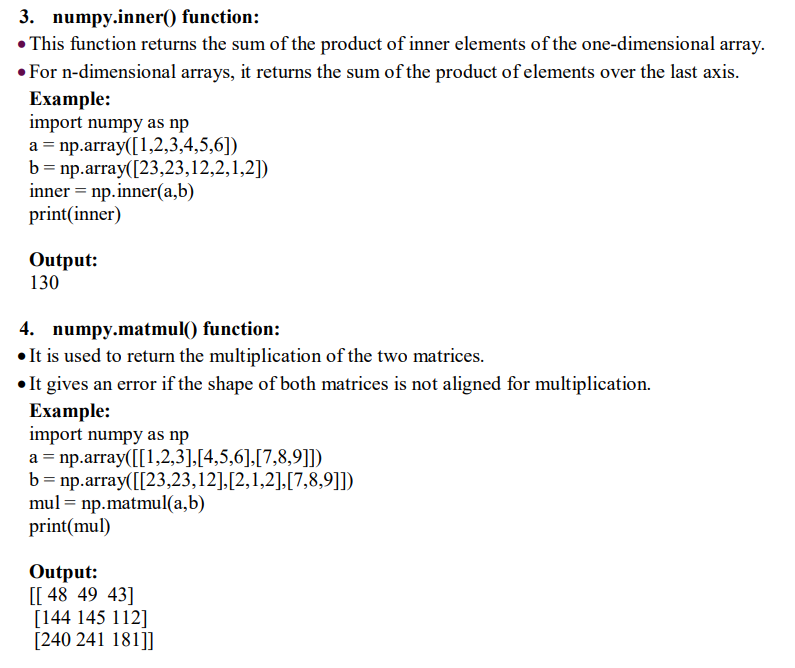 3. numpy.inner() function:
• This function returns the sum of the product of inner elements of the one-dimensional array.
• For n-dimensional arrays, it returns the sum of the product of elements over the last axis.
Example:
import numpy as np
a = np.array([1,2,3,4,5,6])
b = np.array([23,23,12,2,1,2])
inner = np.inner(a,b)
print(inner)
Output:
130
4. numpy.matmul() function:
• It is used to return the multiplication of the two matrices.
• It gives an error if the shape of both matrices is not aligned for multiplication.
Example:
import numpy as np
a = np.array([[1,2,3],[4,5,6],[7,8,9]])
b = np.array([[23,23,12],[2,1,2],[7,8,9]])
mul = np.matmul(a,b)
print(mul)
Output:
[[ 48 49 43]
[144 145 112]
[240 241 181]]